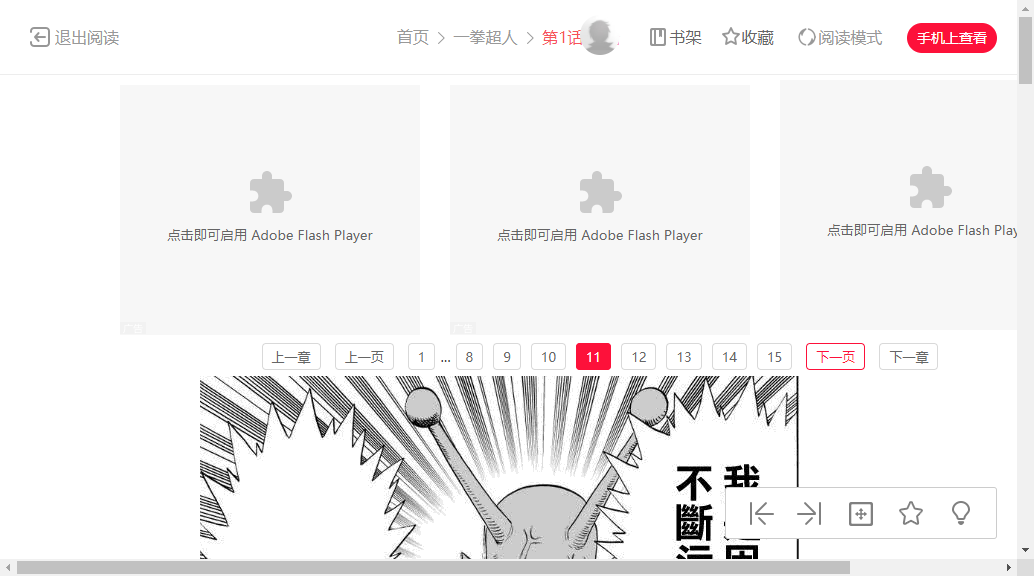 退出阅读
首页 > 一拳超人 > 第1话
书架
收藏
阅读模式
手机上查看
点击即可启用 Adobe Flash Player
点击即可启用 Adobe Flash Player
点击即可启用 Adobe Flash Play
广告
广告
上一章 上一页 1 ... 8 9 10 11 12 13 14 15 下一页 下一章
我
不斷